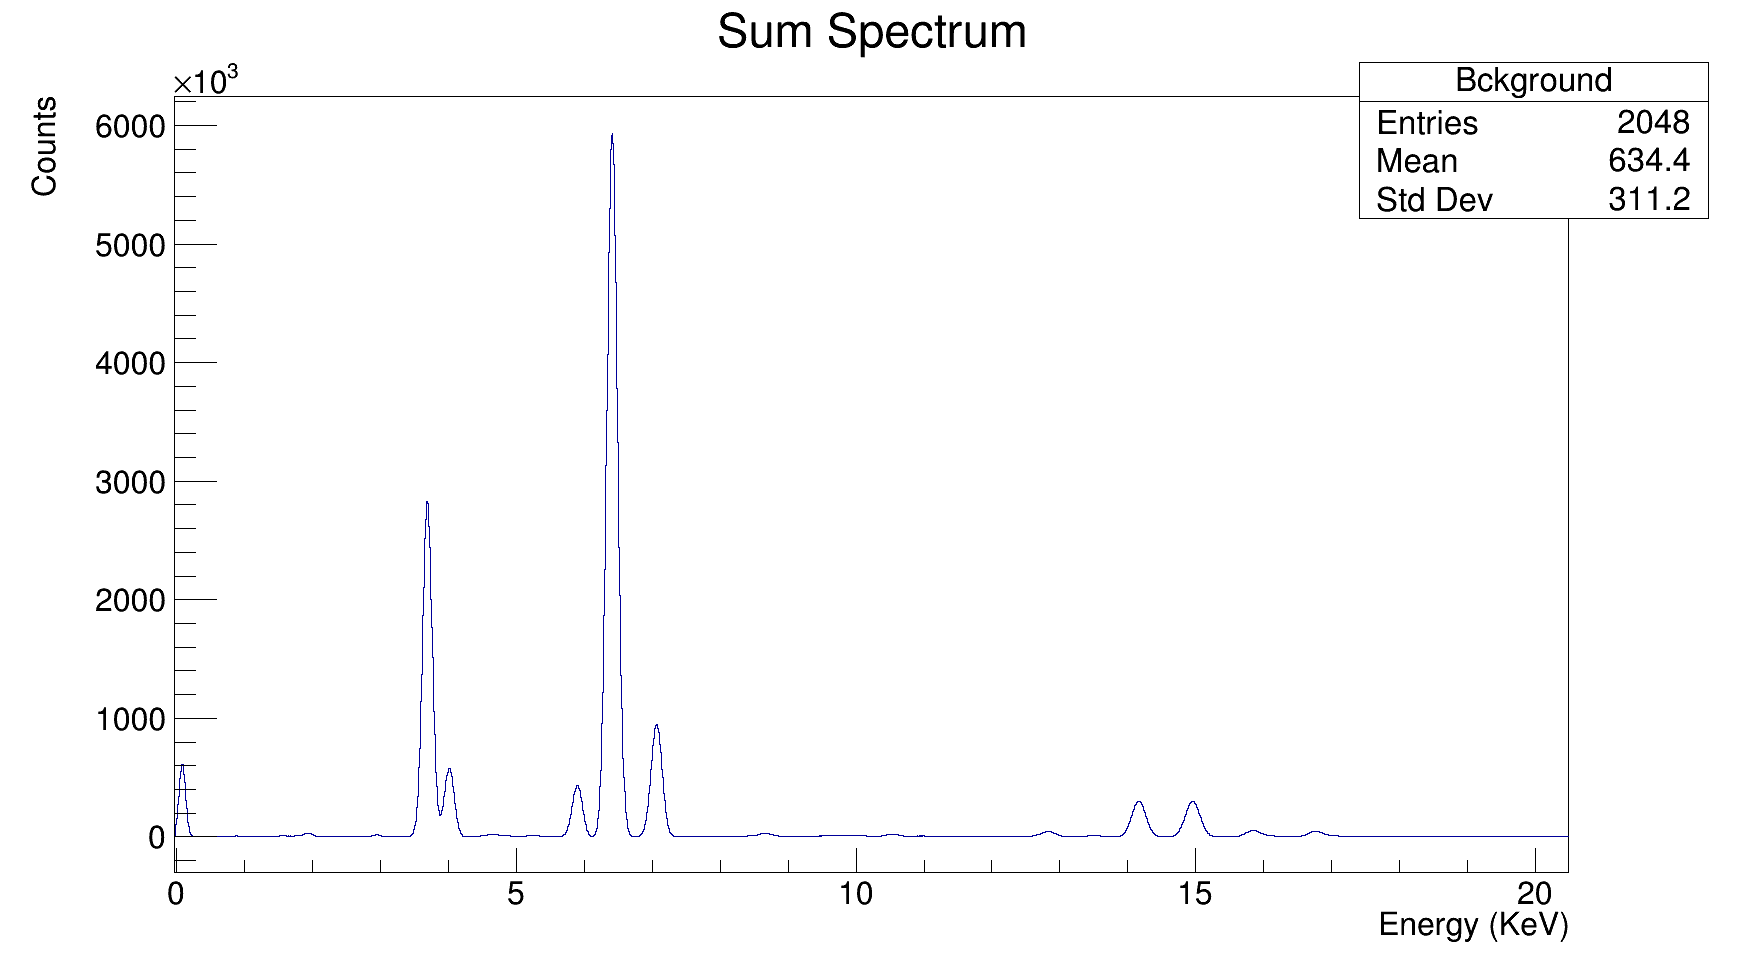 Sum Spectrum
×10³
Counts
Bckground
Entries 2048
Mean 634.4
Std Dev 311.2
6000
5000
4000
3000
2000
1000
0
0 5 10 15 20
Energy (KeV)